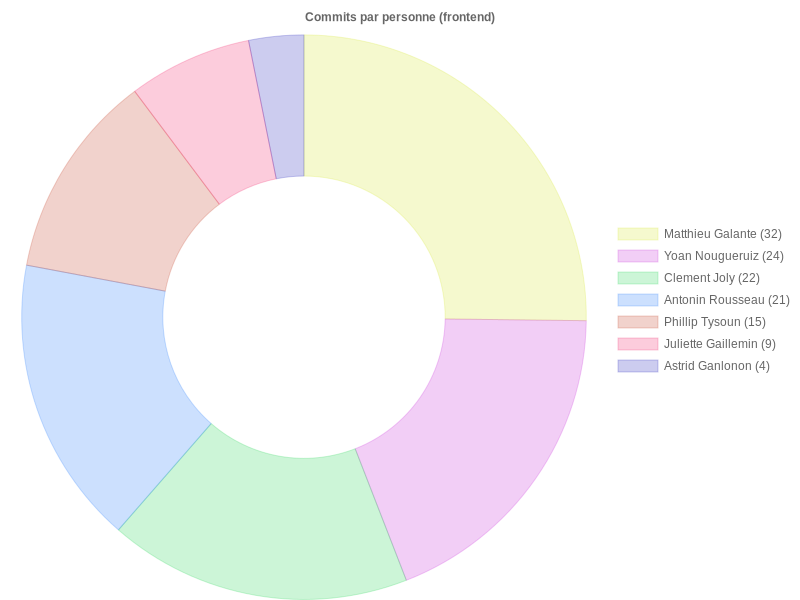 Commits par personne (frontend)
Matthieu Galante (32)
Yoan Nougueruiz (24)
Clement Joly (22)
Antonin Rousseau (21)
Phillip Tysoun (15)
Juliette Gaillemin (9)
Astrid Ganlonon (4)